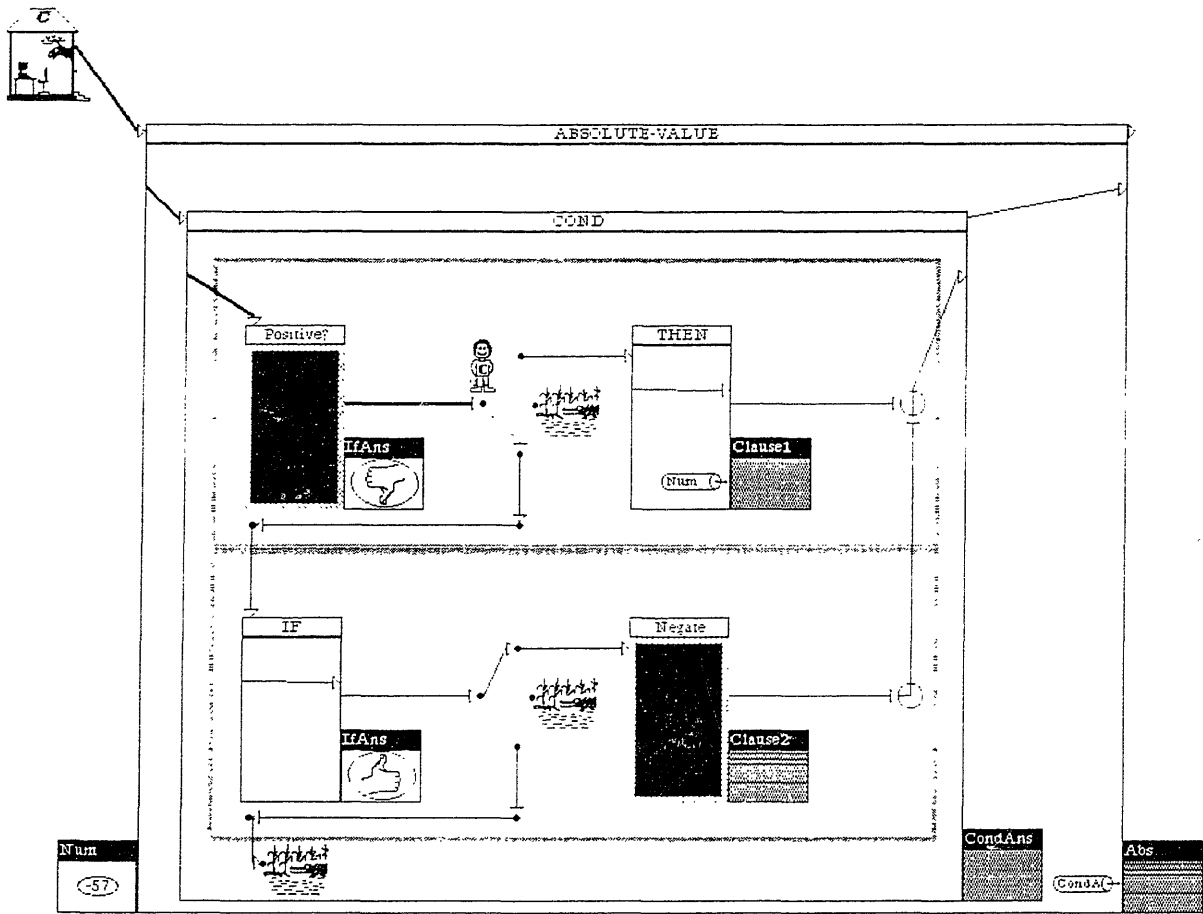 C
ABSOLUTE-VALUE
COND
Positive?
THEN
C
IfAns
Clause1
Num
IF
Negate
IfAns
Clause2
Num
CondAns
Abs
-57
CondA